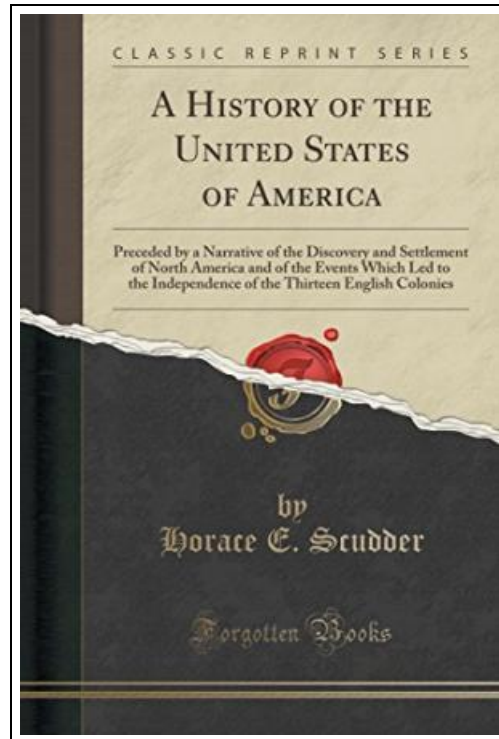 CLASSIC REPRINT SERIES
A HISTORY OF THE
UNITED STATES
OF AMERICA
Preceded by a Narrative of the Discovery and Settlement
of North America and of the Events Which Led to
the Independence of the Thirteen English Colonies
by
Horace E. Scudder
Forgotten Books